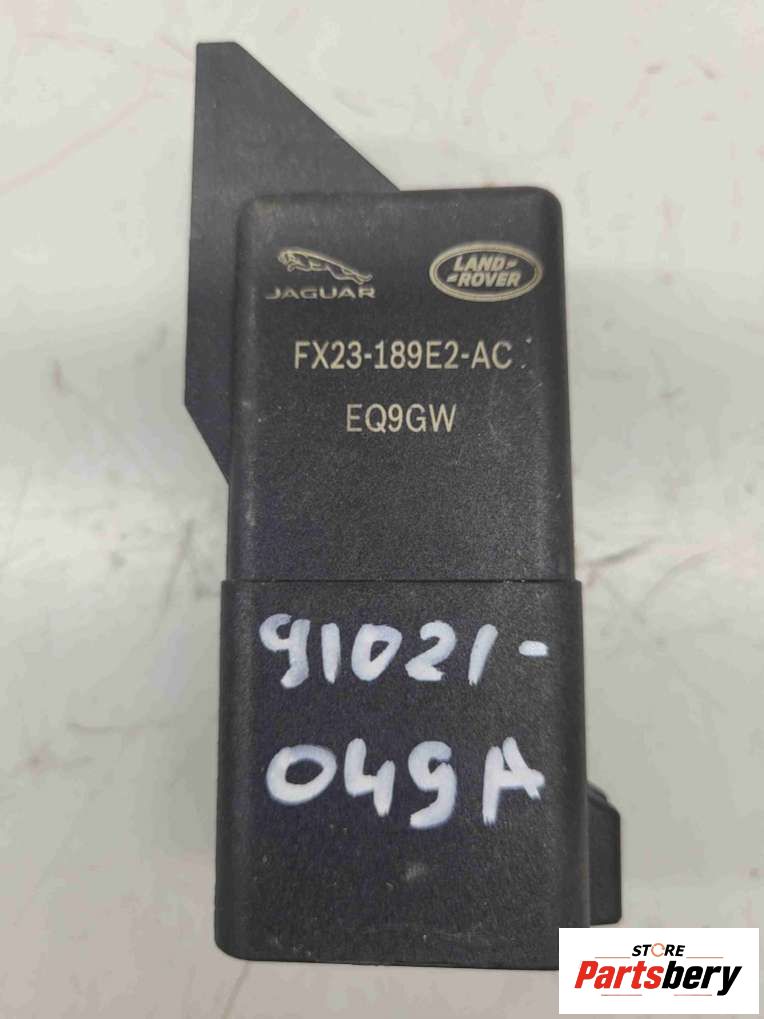 JAGUAR
LAND-
-ROVER
FX23-189E2-AC
EQ9GW
91021-
049A
STORE
Partsbery